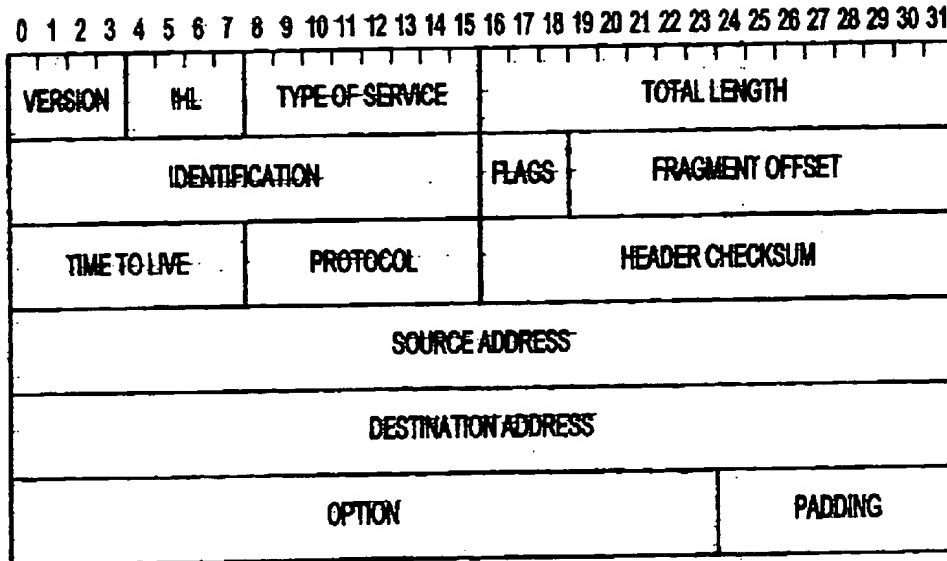 0 1 2 3 4 5 6 7 8 9 10 11 12 13 14 15 16 17 18 19 20 21 22 23 24 25 26 27 28 29 30 31
VERSION IHL TYPE OF SERVICE TOTAL LENGTH
IDENTIFICATION FLAGS FRAGMENT OFFSET
TIME TO LIVE PROTOCOL HEADER CHECKSUM
SOURCE ADDRESS
DESTINATION ADDRESS
OPTION PADDING